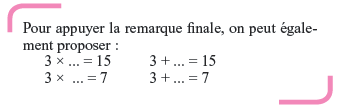 Pour appuyer la remarque finale, on peut égale-
ment proposer :
3 × ... = 15 3 + ... = 15
3 × ... = 7 3 + ... = 7